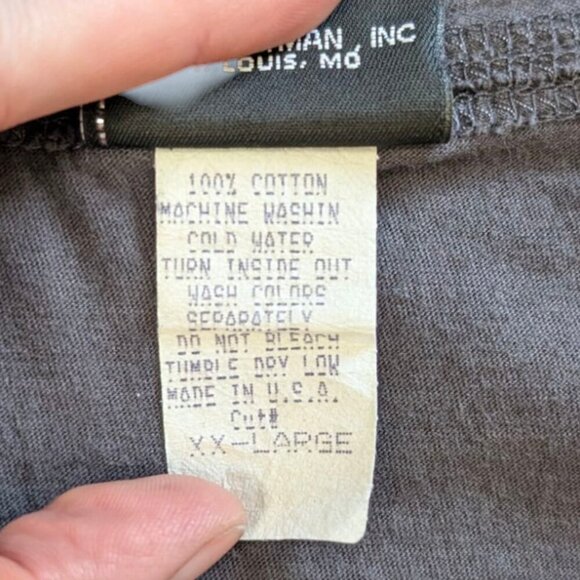 MAN, INC
LOUIS, MO
100% COTTON
MACHINE WASHIN
COLD WATER
TURN INSIDE OUT
WASH COLORS
SEPARATELY
DO NOT BLEACH
TUMBLE DRY LOW
MADE IN U.S.A.
Cut#
XX-LARGE